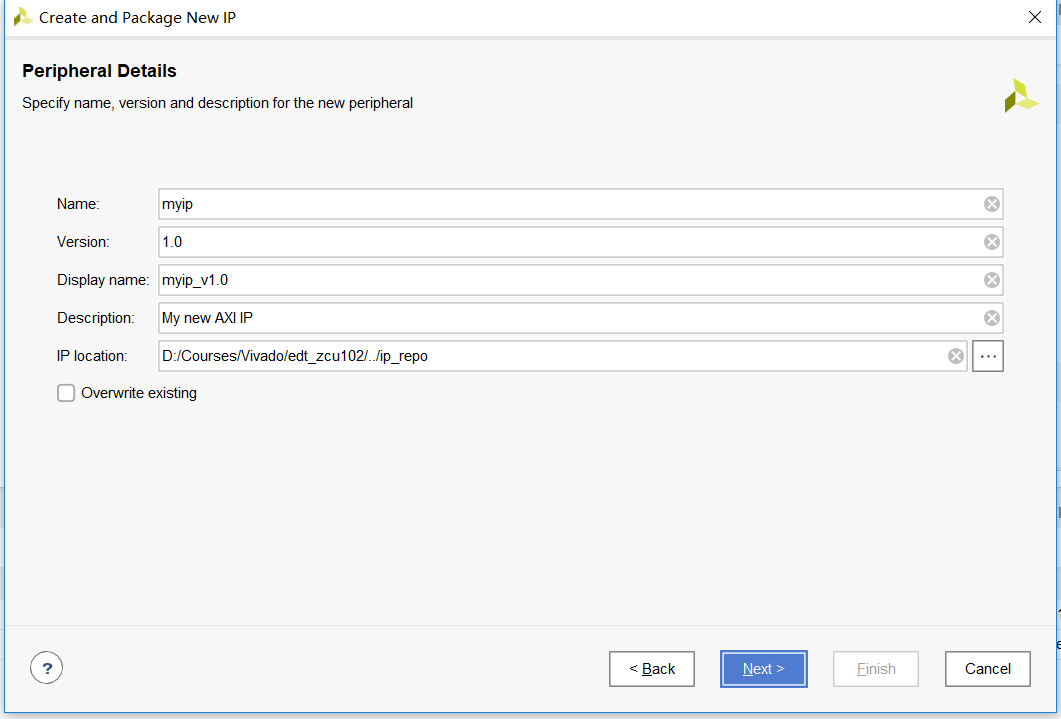 Create and Package New IP
Peripheral Details
Specify name, version and description for the new peripheral
Name: myip
Version: 1.0
Display name: myip_v1.0
Description: My new AXI IP
IP location: D:/Courses/Vivado/edt_zcu102/../ip_repo
Overwrite existing
? < Back Next > Finish Cancel